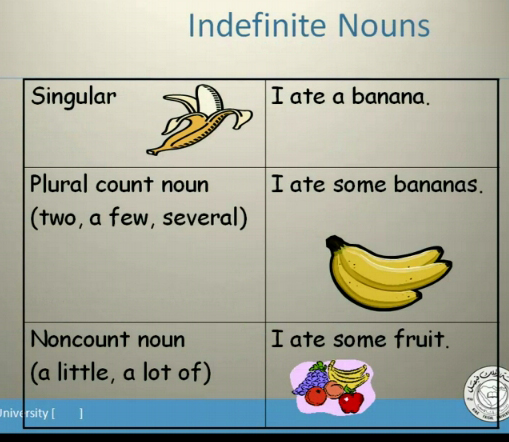 Indefinite Nouns
Singular
I ate a banana.
Plural count noun
(two, a few, several)
I ate some bananas.
Noncount noun
(a little, a lot of)
I ate some fruit.
University [ ]